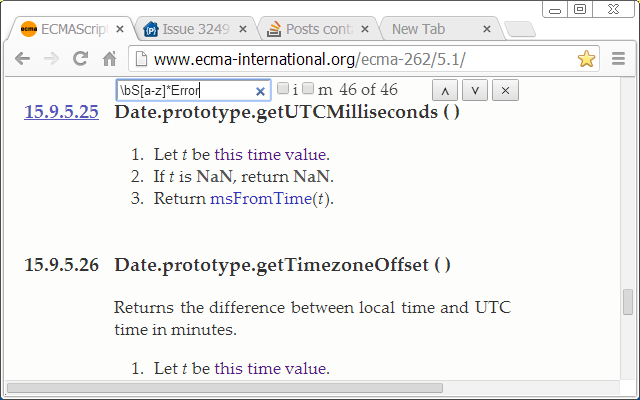 ECMAScrip
Issue 3249
Posts cont
New Tab
www.ecma-international.org/ecma-262/5.1/
\bS[a-z]*Error i m 46 of 46
15.9.5.25 Date.prototype.getUTCMilliseconds ( )
1. Let t be this time value.
2. If t is NaN, return NaN.
3. Return msFromTime(t).
15.9.5.26 Date.prototype.getTimezoneOffset ( )
Returns the difference between local time and UTC
time in minutes.
1. Let t be this time value.